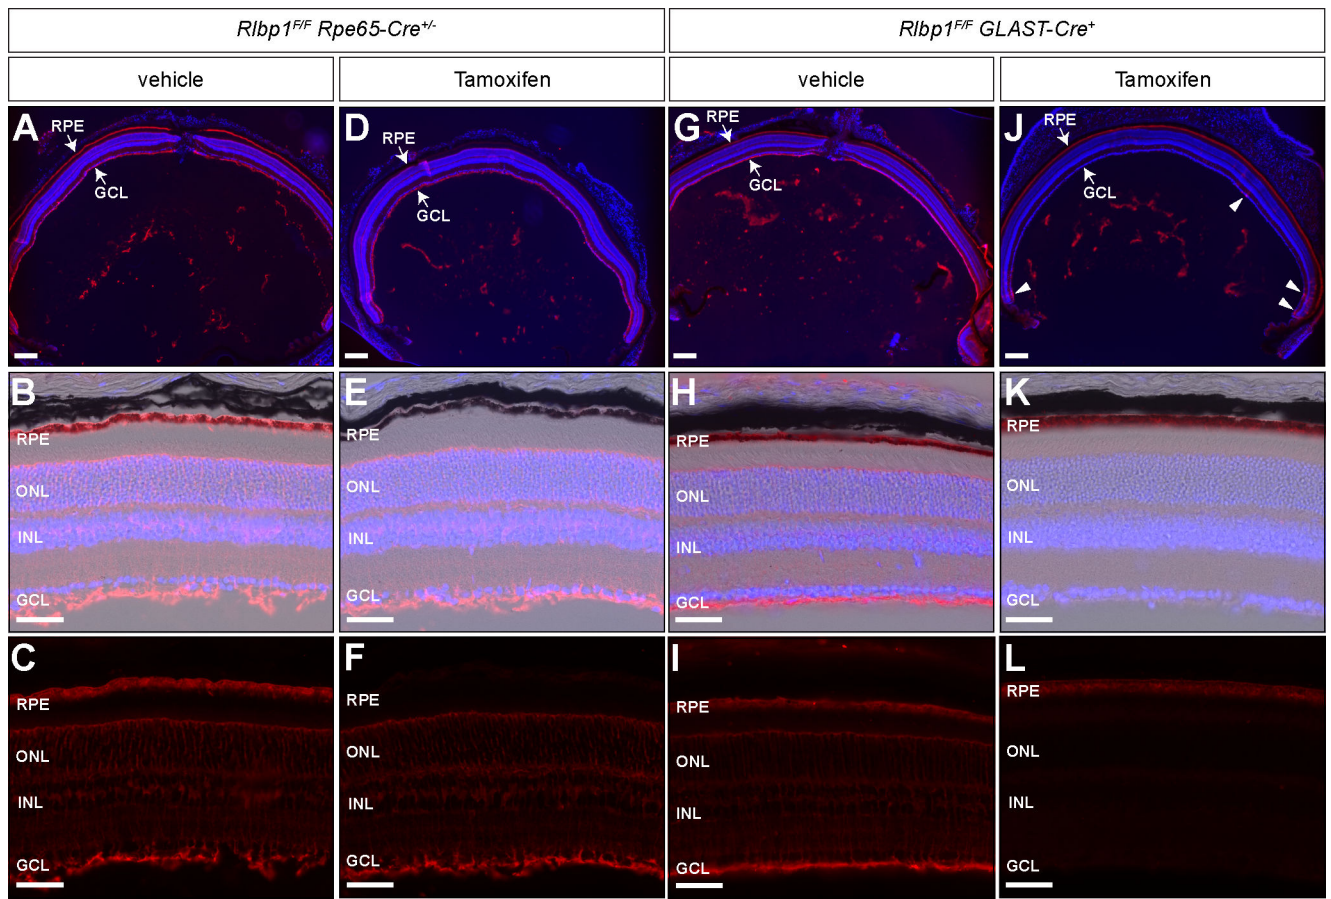 Rlbp1F/F Rpe65-Cre+/-
Rlbp1F/F GLAST-Cre+
vehicle
Tamoxifen
vehicle
Tamoxifen
A
RPE
GCL
D
RPE
GCL
G
RPE
GCL
J
RPE
GCL
B
RPE
ONL
INL
GCL
E
RPE
ONL
INL
GCL
H
RPE
ONL
INL
GCL
K
RPE
ONL
INL
GCL
C
RPE
ONL
INL
GCL
F
RPE
ONL
INL
GCL
I
RPE
ONL
INL
GCL
L
RPE
ONL
INL
GCL